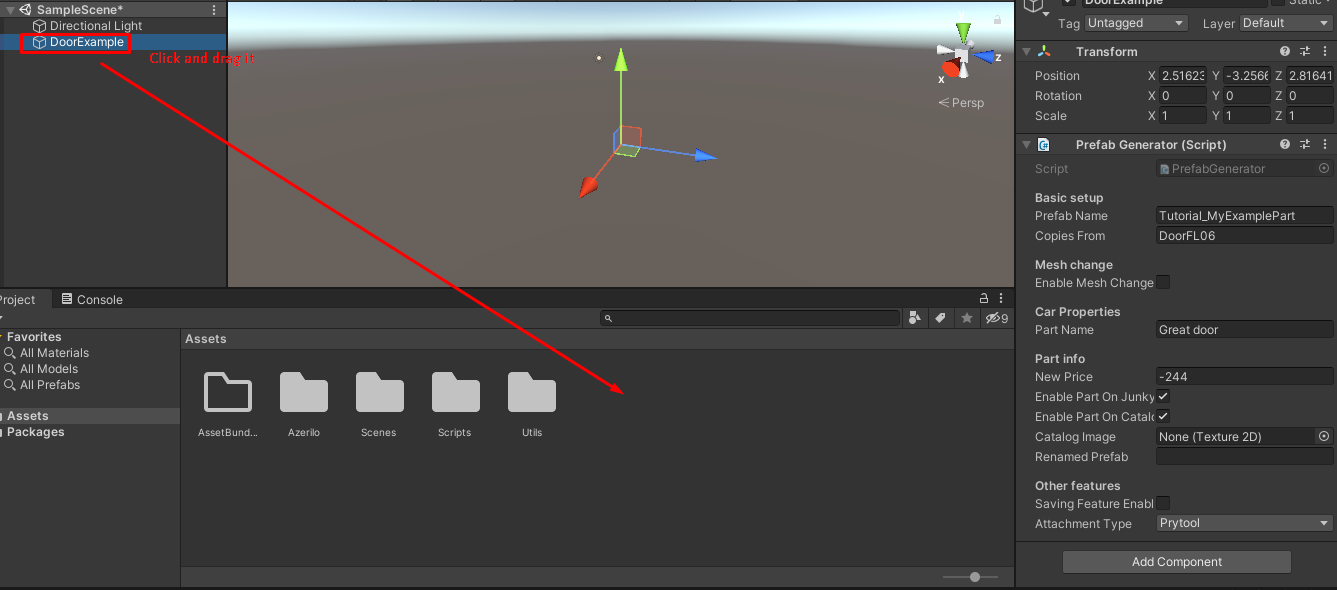 SampleScene*
Directional Light
DoorExample
Click and drag it
x
z
Persp
DoorExample
Static
Tag Untagged Layer Default
Transform
Position X 2.51623 Y -3.2566 Z 2.81641
Rotation X 0 Y 0 Z 0
Scale X 1 Y 1 Z 1
Prefab Generator (Script)
Script PrefabGenerator
Basic setup
Prefab Name Tutorial_MyExamplePart
Copies From DoorFL06
Mesh change
Enable Mesh Change
Car Properties
Part Name Great door
Part info
New Price -244
Enable Part On Junky
Enable Part On Catalo
Catalog Image None (Texture 2D)
Renamed Prefab
Other features
Saving Feature Enabl
Attachment Type Prytool
Add Component
Project Console
9
Favorites
All Materials
All Models
All Prefabs
Assets
Packages
Assets
AssetBund...
Azerilo
Scenes
Scripts
Utils